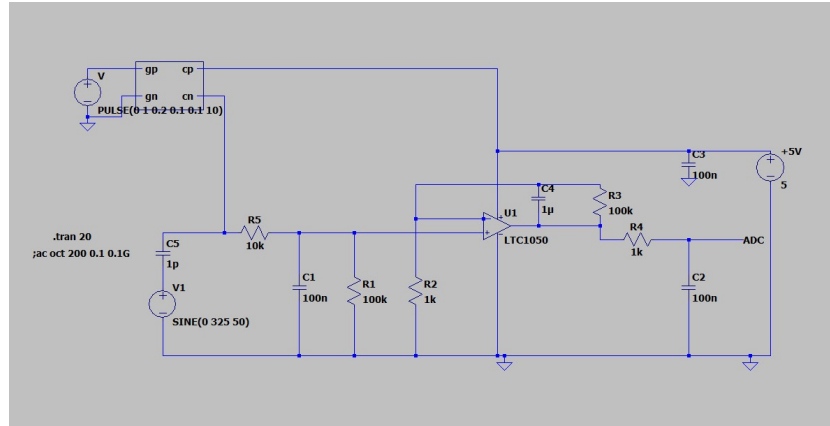 V
gp
cp
gn
cn
PULSE(0 1 0.2 0.1 0.1 10)
C3
100n
+5V
5
C4
1µ
R3
100k
U1
LTC1050
R4
1k
ADC
R5
10k
.tran 20
;ac oct 200 0.1 0.1G
C5
1p
C1
100n
R1
100k
R2
1k
C2
100n
V1
SINE(0 325 50)